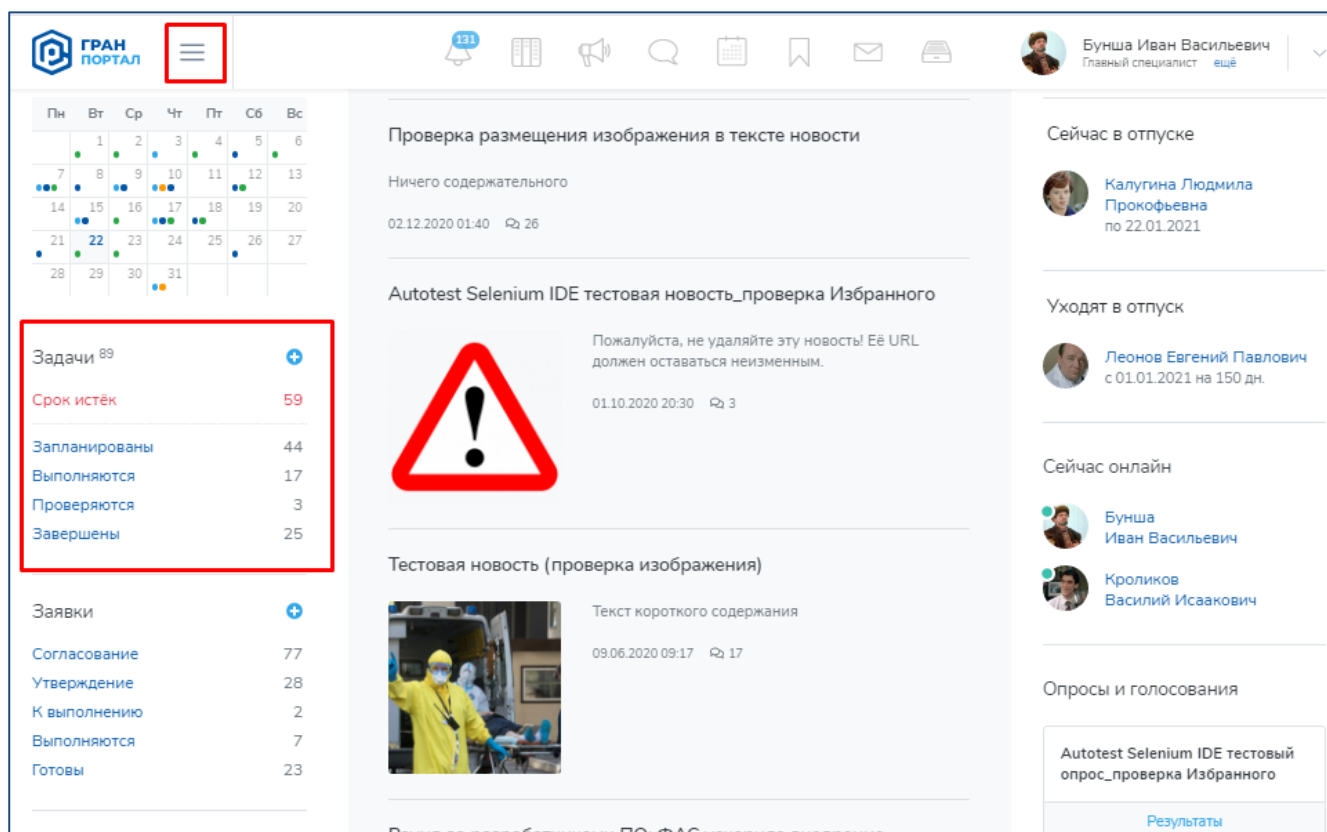 ГРАН
ПОРТАЛ
131
Бунша Иван Васильевич
Главный специалист ещё
Пн Вт Ср Чт Пт Сб Вс
1 2 3 4 5 6
7 8 9 10 11 12 13
14 15 16 17 18 19 20
21 22 23 24 25 26 27
28 29 30 31
Задачи 89
Срок истёк 59
Запланированы 44
Выполняются 17
Проверяются 3
Завершены 25
Заявки
Согласование 77
Утверждение 28
К выполнению 2
Выполняются 7
Готовы 23
Проверка размещения изображения в тексте новости
Ничего содержательного
02.12.2020 01:40 26
Autotest Selenium IDE тестовая новость_проверка Избранного
Пожалуйста, не удаляйте эту новость! Её URL
должен оставаться неизменным.
01.10.2020 20:30 3
Тестовая новость (проверка изображения)
Текст короткого содержания
09.06.2020 09:17 17
Сейчас в отпуске
Калугина Людмила
Прокофьевна
по 22.01.2021
Уходят в отпуск
Леонов Евгений Павлович
с 01.01.2021 на 150 дн.
Сейчас онлайн
Бунша
Иван Васильевич
Кроликов
Василий Исаакович
Опросы и голосования
Autotest Selenium IDE тестовый
опрос_проверка Избранного
Результаты